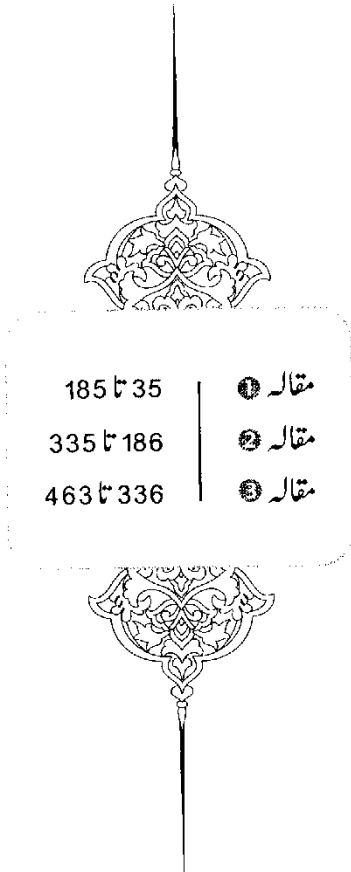 مقالہ ❶ | 35 تا 185
مقالہ ❷ | 186 تا 335
مقالہ ❸ | 336 تا 463